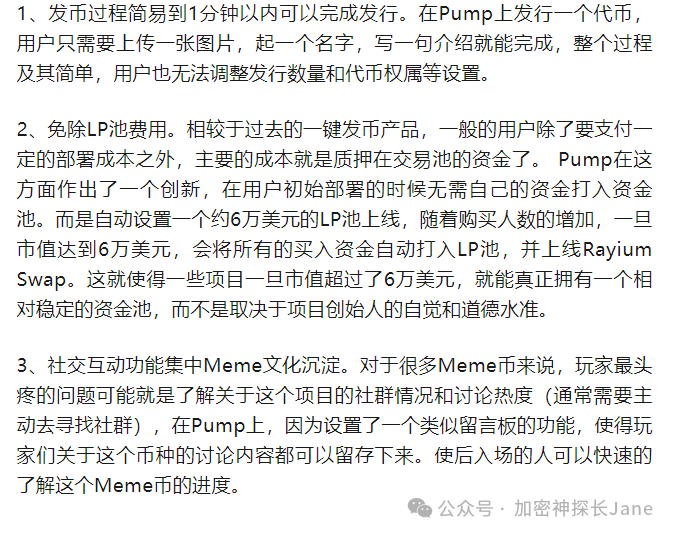 1、发币过程简易到1分钟以内可以完成发行。在Pump上发行一个代币，
用户只需要上传一张图片，起一个名字，写一句介绍就能完成，整个过程
及其简单，用户也无法调整发行数量和代币权属等设置。
2、免除LP池费用。相较于过去的一键发币产品，一般的用户除了要支付一
定的部署成本之外，主要的成本就是质押在交易池的资金了。 Pump在这
方面作出了一个创新，在用户初始部署的时候无需自己的资金打入资金
池。而是自动设置一个约6万美元的LP池上线，随着购买人数的增加，一旦
市值达到6万美元，会将所有的买入资金自动打入LP池，并上线Rayium
Swap。这就使得一些项目一旦市值超过了6万美元，就能真正拥有一个相
对稳定的资金池，而不是取决于项目创始人的自觉和道德水准。
3、社交互动功能集中Meme文化沉淀。对于很多Meme币来说，玩家最头
疼的问题可能就是了解关于这个项目的社群情况和讨论热度（通常需要主
动去寻找社群），在Pump上，因为设置了一个类似留言板的功能，使得玩
家们关于这个币种的讨论内容都可以留存下来。使后入场的人可以快速的
了解这个Meme币的进度。
公众号 · 加密神探长Jane